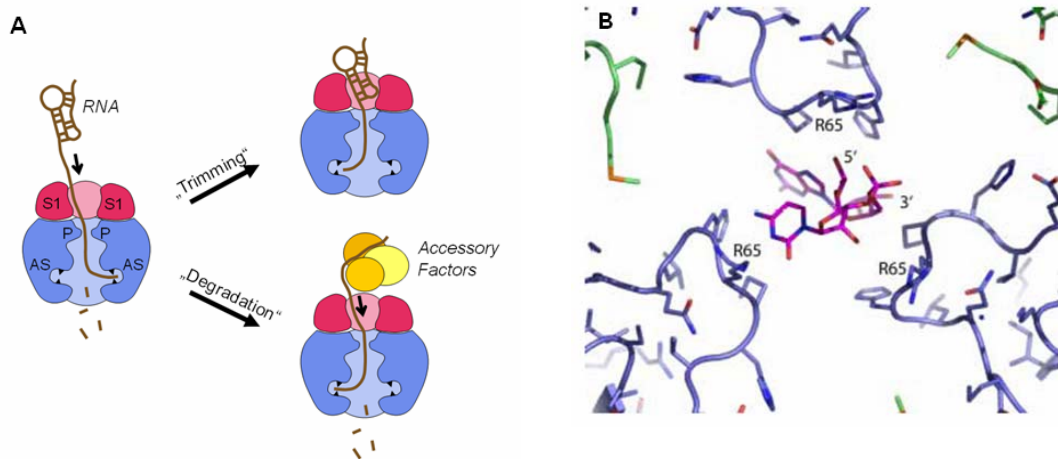 A
RNA
S1 S1
P P
AS AS
„Trimming“
„Degradation“
Accessory
Factors
B
R65
5'
3'
R65
R65